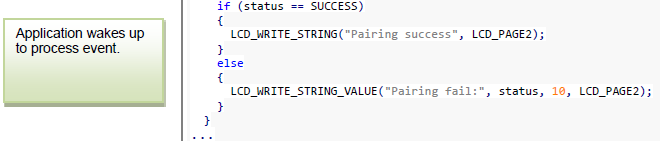 Application wakes up
to process event.
if (status == SUCCESS)
{
LCD_WRITE_STRING("Pairing success", LCD_PAGE2);
}
else
{
LCD_WRITE_STRING_VALUE("Pairing fail:", status, 10, LCD_PAGE2);
}
}
...